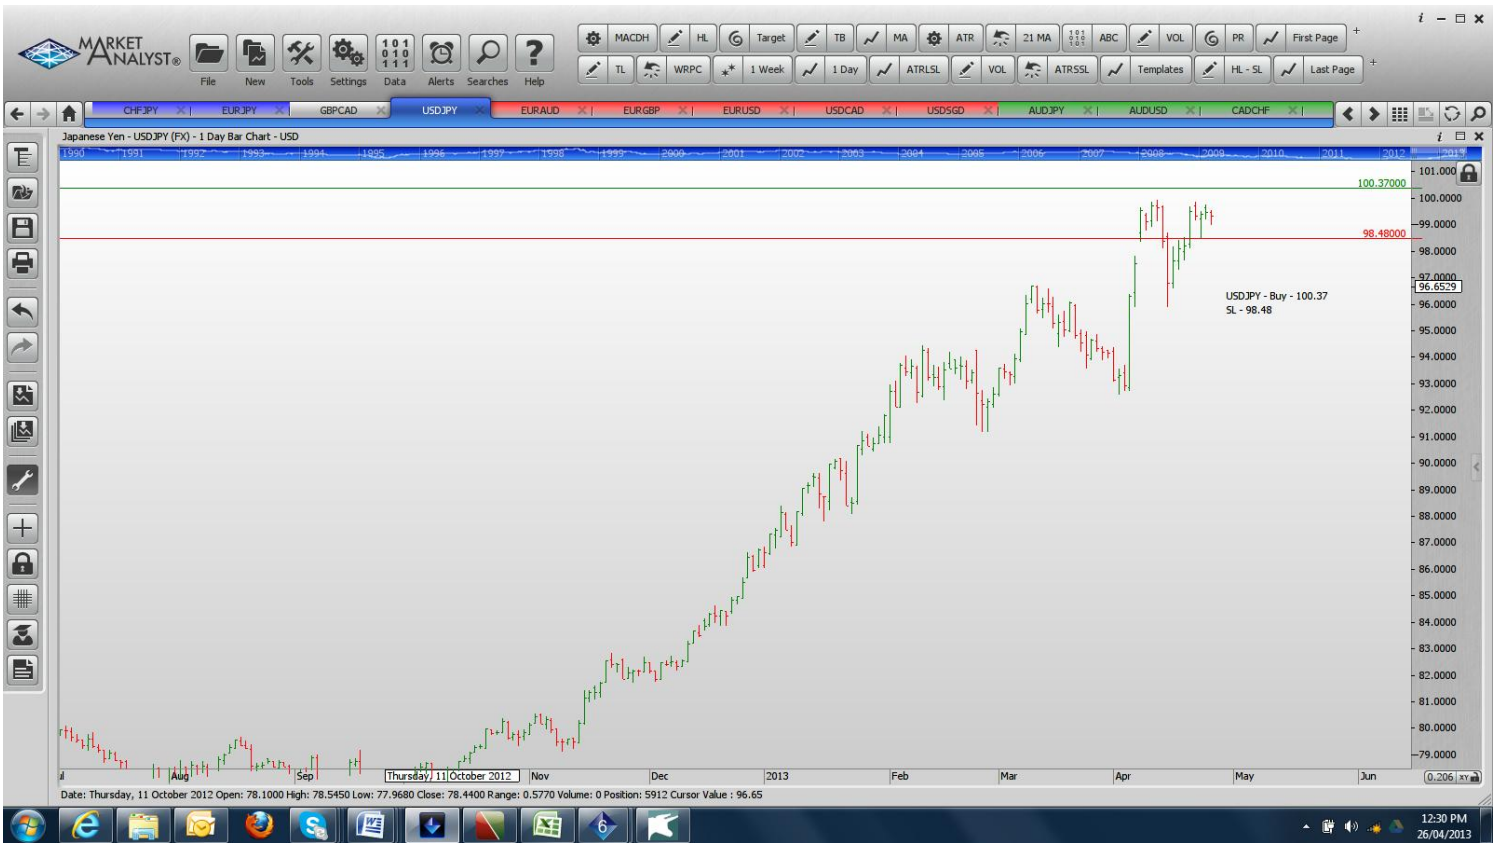 MARKET ANALYST®
File New Tools Settings Data Alerts Searches Help
MACDH HL Target TB MA ATR 21 MA ABC VOL PR First Page
TL WRPC 1 Week 1 Day ATRLSL VOL ATRSSL Templates HL - SL Last Page
CHFJPY EURJPY GBPCAD USDJPY EURAUD EURGBP EURUSD USDCAD USDSGD AUDJPY AUDUSD CADCHF
Japanese Yen - USDJPY (FX) - 1 Day Bar Chart - USD
1990 1991 1992 1993 1994 1995 1996 1997 1998 1999 2000 2001 2002 2003 2004 2005 2006 2007 2008 2009 2010 2011 2012 2013
101.000
100.37000
100.0000
99.0000
98.48000
98.0000
97.0000
96.6529
USDJPY - Buy - 100.37
96.0000
SL - 98.48
95.0000
94.0000
93.0000
92.0000
91.0000
90.0000
89.0000
88.0000
87.0000
86.0000
85.0000
84.0000
83.0000
82.0000
81.0000
80.0000
79.0000
ul Aug Sep Thursday, 11 October 2012 Nov Dec 2013 Feb Mar Apr May Jun 0.206 XY
Date: Thursday, 11 October 2012 Open: 78.1000 High: 78.5450 Low: 77.9680 Close: 78.4400 Range: 0.5770 Volume: 0 Position: 5912 Cursor Value : 96.65
12:30 PM
26/04/2013